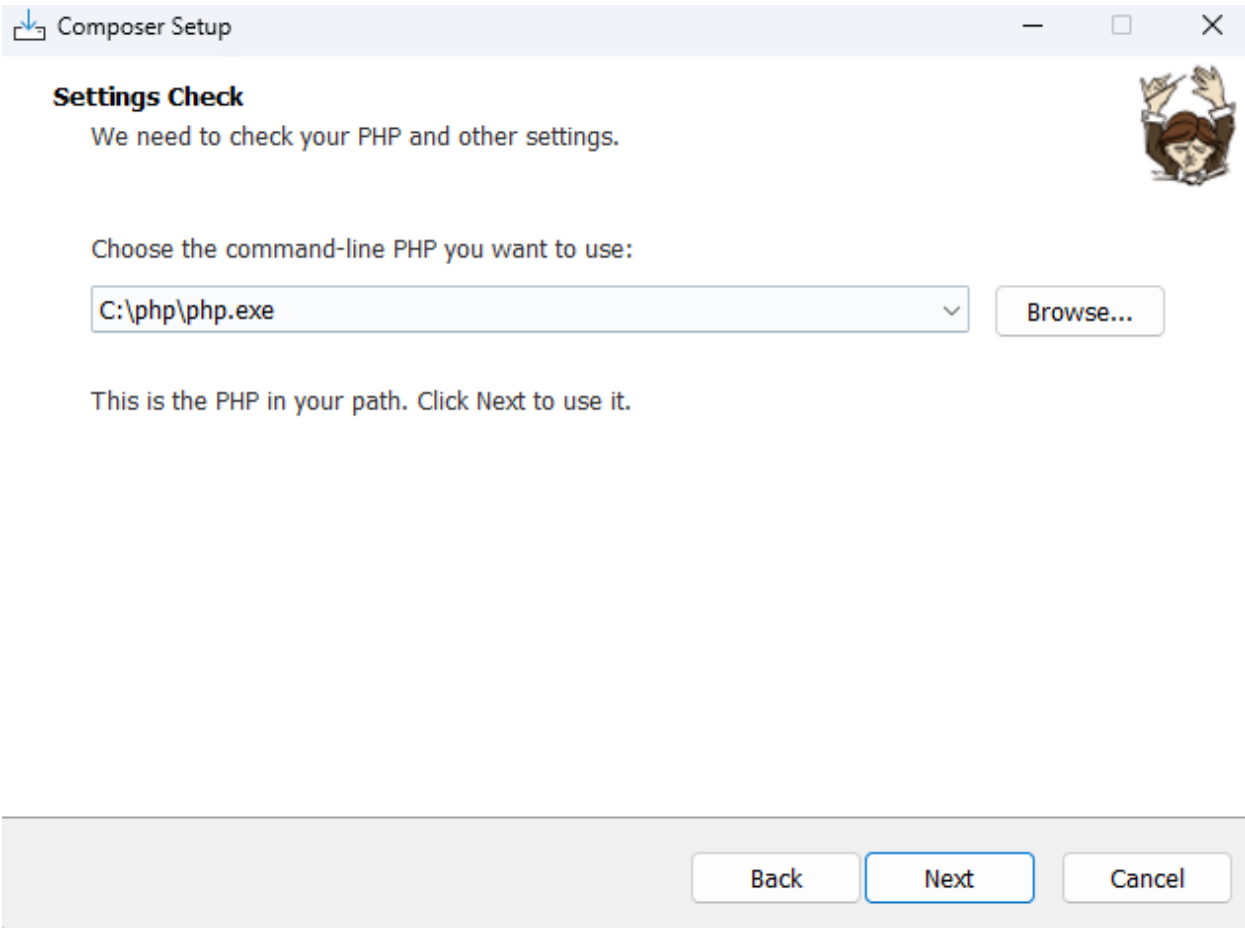 Composer Setup
Settings Check
We need to check your PHP and other settings.
Choose the command-line PHP you want to use:
C:\php\php.exe
Browse...
This is the PHP in your path. Click Next to use it.
Back
Next
Cancel